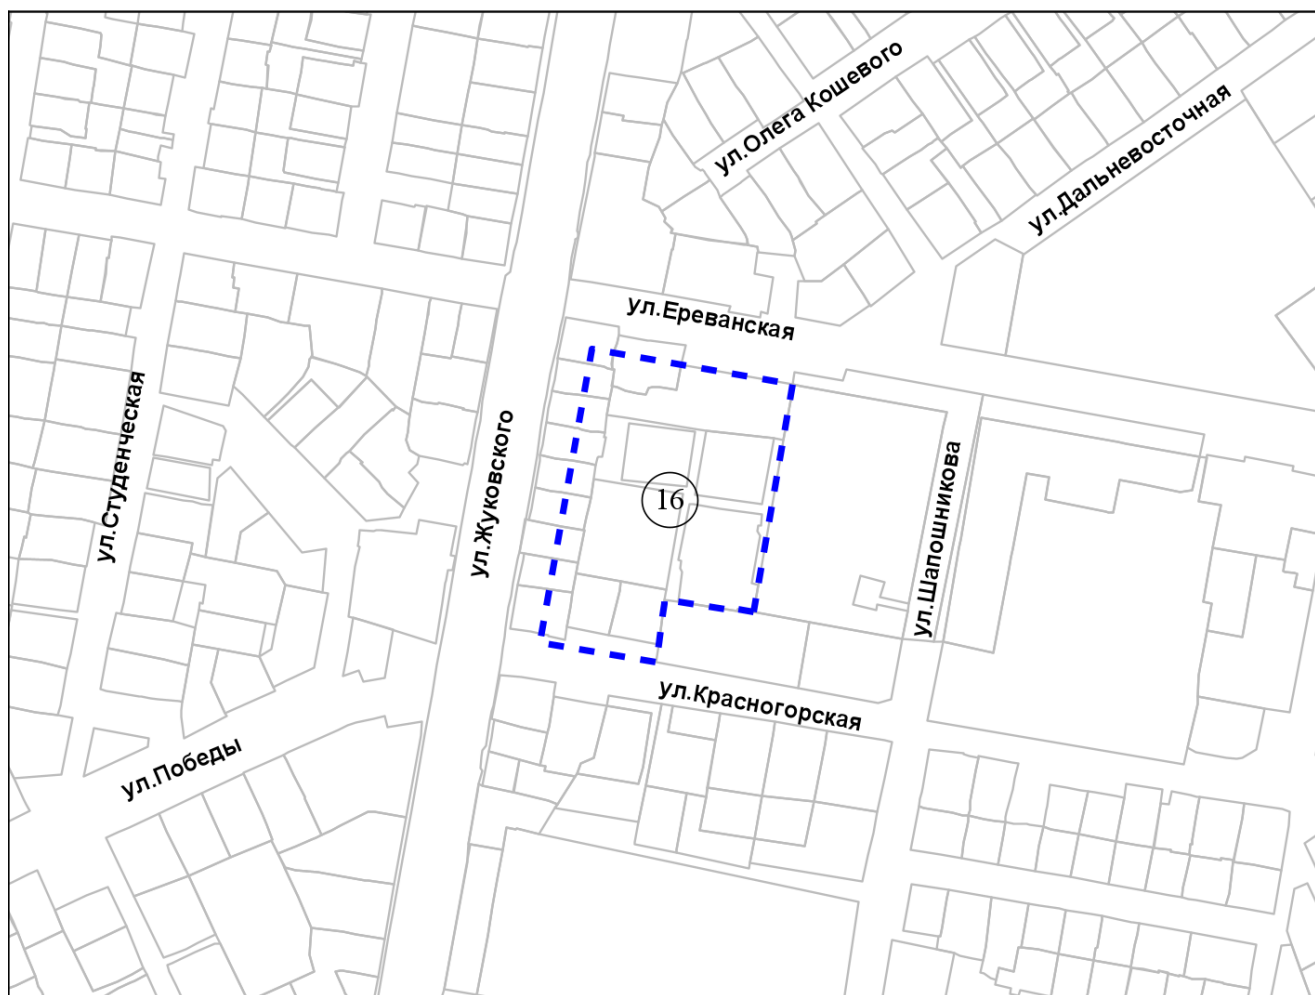 ул.Олега Кошевого
ул.Дальневосточная
ул.Ереванская
ул.Студенческая
ул.Жуковского
ул.Шапошникова
16
ул.Красногорская
ул.Победы